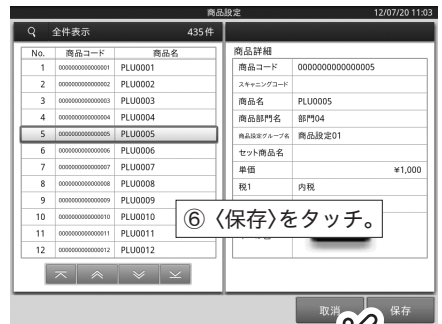 商品設定 12/07/20 11:03
全件表示 435件
No. 商品コード 商品名
1 0000000000000001 PLU0001
2 0000000000000002 PLU0002
3 0000000000000003 PLU0003
4 0000000000000004 PLU0004
5 0000000000000005 PLU0005
6 0000000000000006 PLU0006
7 0000000000000007 PLU0007
8 0000000000000008 PLU0008
9 0000000000000009 PLU0009
10 0000000000000010 PLU0010
11 0000000000000011 PLU0011
12 0000000000000012 PLU0012
商品詳細
商品コード 0000000000000005
スキャニングコード
商品名 PLU0005
商品部門名 部門04
商品設定グループ名 商品設定01
セット商品名
単価 ¥1,000
税1 内税
⑥〈保存〉をタッチ。
取消 保存